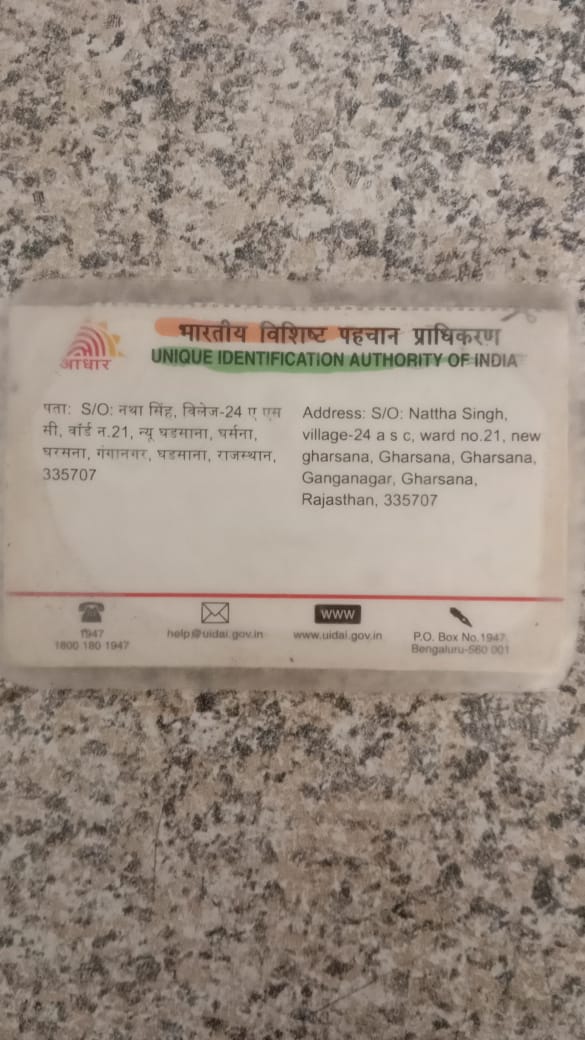 भारतीय विशिष्ट पहचान प्राधिकरण
UNIQUE IDENTIFICATION AUTHORITY OF INDIA
आधार
पता: S/O: नथा सिंह, विलेज-24 ए एस
सी, वॉर्ड न.21, न्यू घडसाना, घर्सना,
घरसना, गंगानगर, घडसाना, राजस्थान,
335707
Address: S/O: Nattha Singh,
village-24 a s c, ward no.21, new
gharsana, Gharsana, Gharsana,
Ganganagar, Gharsana,
Rajasthan, 335707
1947
1800 180 1947
help@uidai.gov.in
WWW
www.uidai.gov.in
P.O. Box No.1947,
Bengaluru-560 001